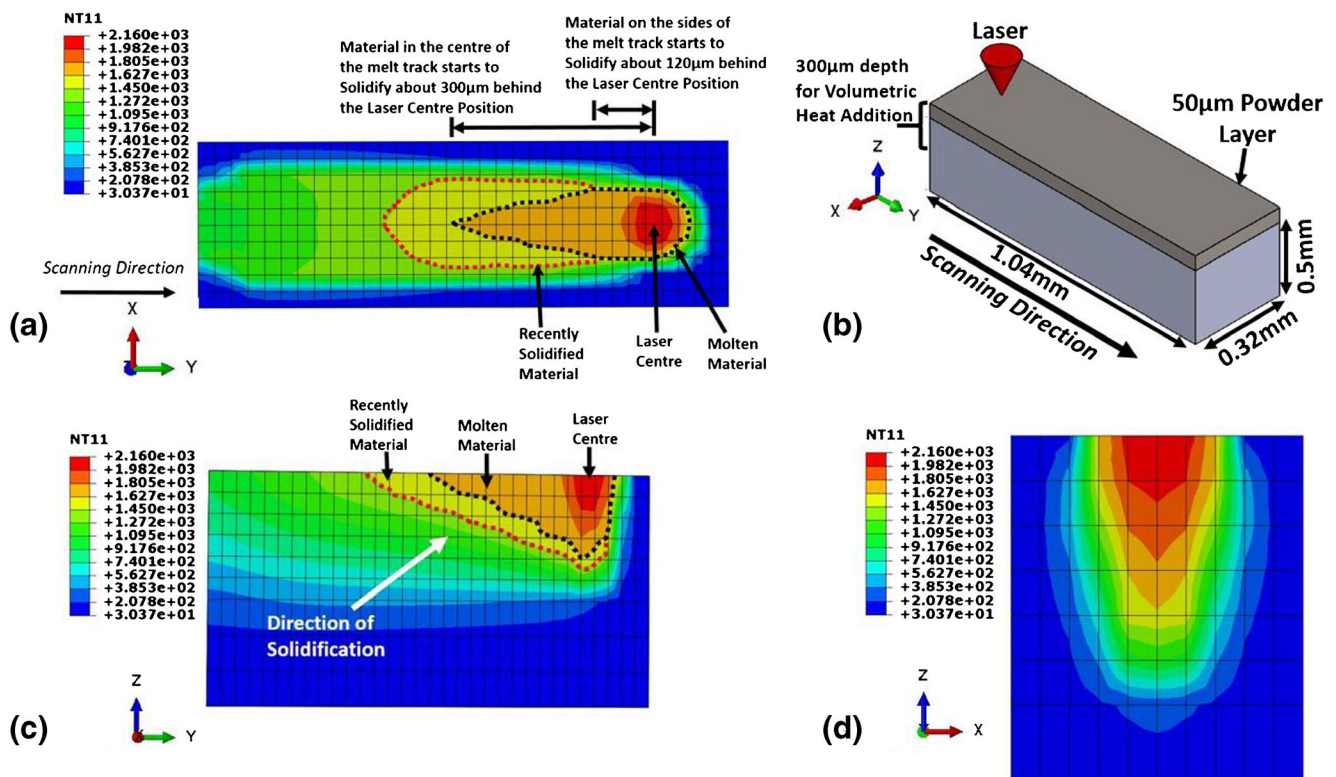 NT11
+2.160e+03
+1.982e+03
+1.805e+03
+1.627e+03
+1.450e+03
+1.272e+03
+1.095e+03
+9.176e+02
+7.401e+02
+5.627e+02
+3.853e+02
+2.078e+02
+3.037e+01
Material in the centre of
the melt track starts to
Solidify about 300µm behind
the Laser Centre Position
Material on the sides of
the melt track starts to
Solidify about 120µm behind
the Laser Centre Position
Scanning Direction
X
Z
Y
(a)
Recently
Solidified
Material
Laser
Centre
Molten
Material
Laser
300µm depth
for Volumetric
Heat Addition
50µm Powder
Layer
Z
X
Y
1.04mm
Scanning Direction
0.5mm
0.32mm
(b)
NT11
+2.160e+03
+1.982e+03
+1.805e+03
+1.627e+03
+1.450e+03
+1.272e+03
+1.095e+03
+9.176e+02
+7.401e+02
+5.627e+02
+3.853e+02
+2.078e+02
+3.037e+01
Recently
Solidified
Material
Molten
Material
Laser
Centre
Direction of
Solidification
Z
X
Y
(c)
NT11
+2.160e+03
+1.982e+03
+1.805e+03
+1.627e+03
+1.450e+03
+1.272e+03
+1.095e+03
+9.176e+02
+7.401e+02
+5.627e+02
+3.853e+02
+2.078e+02
+3.037e+01
Z
X
(d)